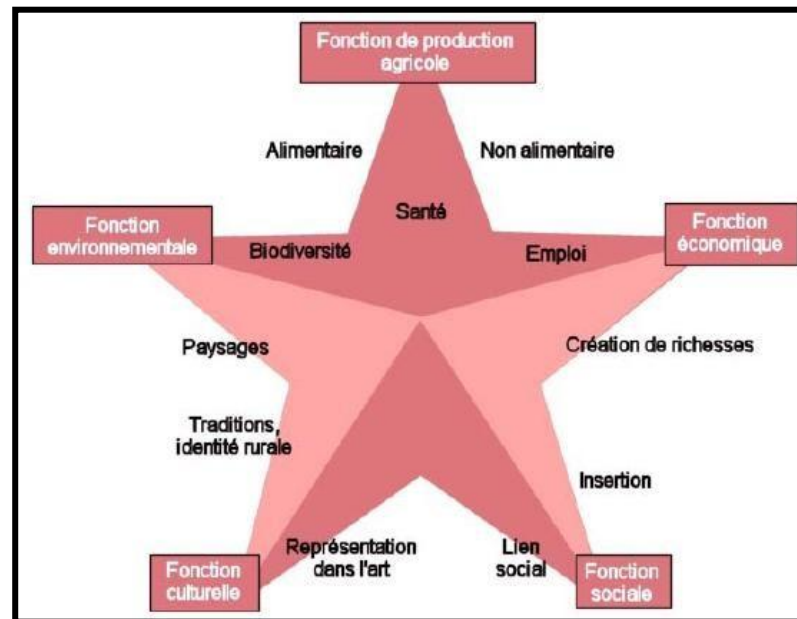 Fonction de production
agricole
Alimentaire
Non alimentaire
Santé
Fonction
environnementale
Fonction
économique
Biodiversité
Emploi
Paysages
Création de richesses
Traditions,
identité rurale
Insertion
Représentation
dans l'art
Lien
social
Fonction
culturelle
Fonction
sociale